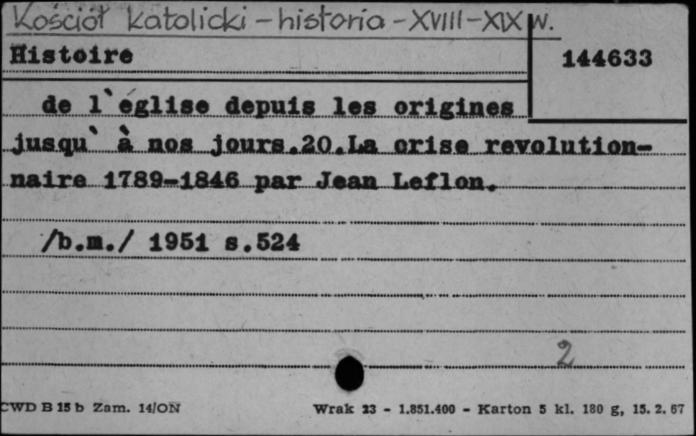 Kościół katolicki - historia - XVIII - XIX w.
Histoire
144633
de l`église depuis les origines
jusqu` à nos jours.20.La crise revolution-
naire 1789-1846 par Jean Leflon.
/b.m./ 1951 s.524
2
CWD B 15 b Zam. 14/ON
Wrak 23 - 1.851.400 - Karton 5 kl. 180 g, 15. 2. 67